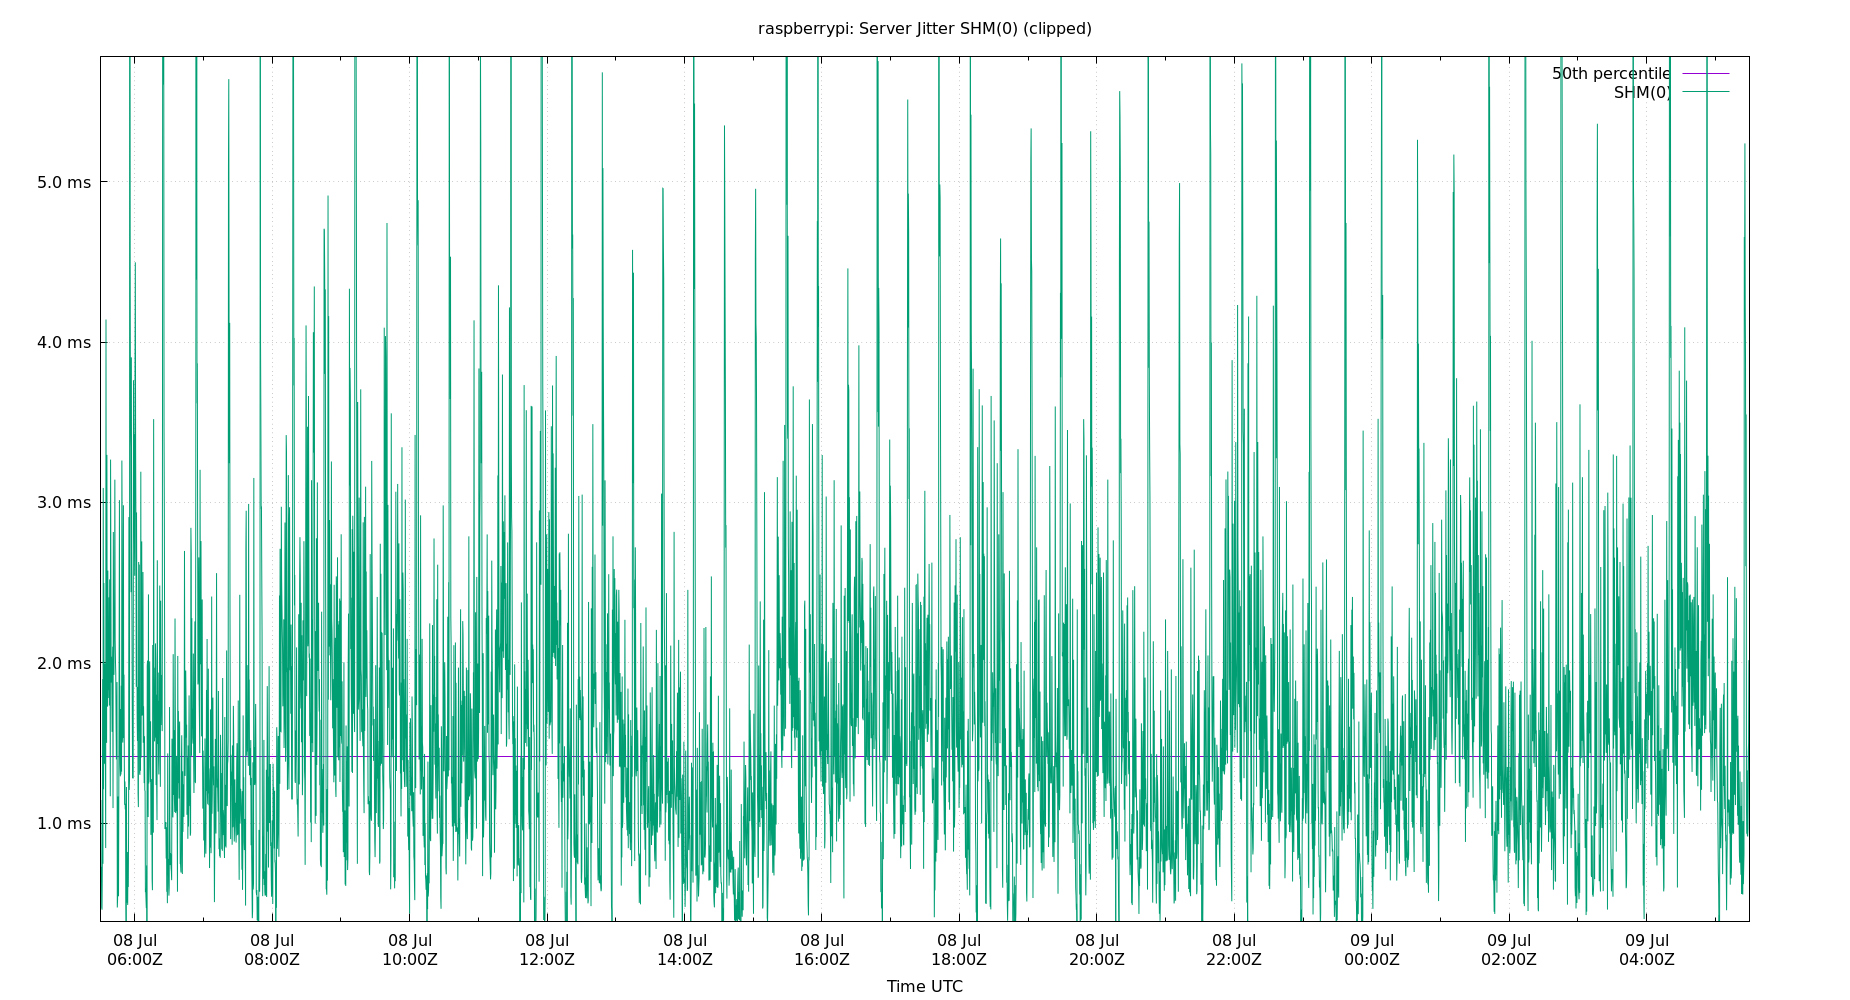 raspberrypi: Server Jitter SHM(0) (clipped)
50th percentile
SHM(0)
5.0 ms
4.0 ms
3.0 ms
2.0 ms
1.0 ms
08 Jul 08 Jul 08 Jul 08 Jul 08 Jul 08 Jul 08 Jul 08 Jul 08 Jul 09 Jul 09 Jul 09 Jul
06:00Z 08:00Z 10:00Z 12:00Z 14:00Z 16:00Z 18:00Z 20:00Z 22:00Z 00:00Z 02:00Z 04:00Z
Time UTC